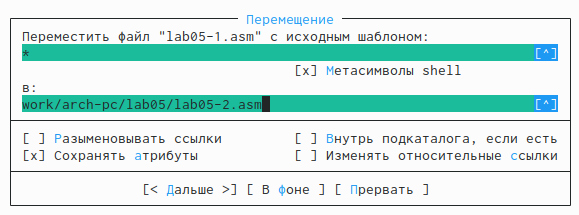 Перемещение
Переместить файл "lab05-1.asm" с исходным шаблоном:
* [^]
[x] Метасимволы shell
в:
work/arch-pc/lab05/lab05-2.asm [^]
[ ] Разыменовывать ссылки [ ] Внутрь подкаталога, если есть
[x] Сохранять атрибуты [ ] Изменять относительные ссылки
[< Дальше >] [ В фоне ] [ Прервать ]